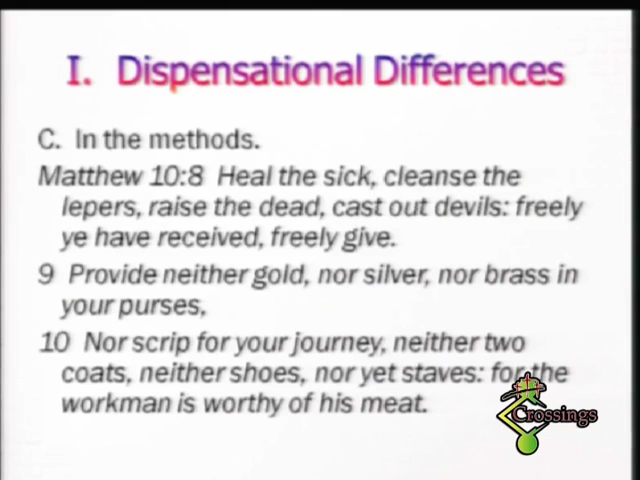 I. Dispensational Differences
C. In the methods.
Matthew 10:8 Heal the sick, cleanse the
lepers, raise the dead, cast out devils: freely
ye have received, freely give.
9 Provide neither gold, nor silver, nor brass in
your purses,
10 Nor scrip for your journey, neither two
coats, neither shoes, nor yet staves: for the
workman is worthy of his meat.
Crossings